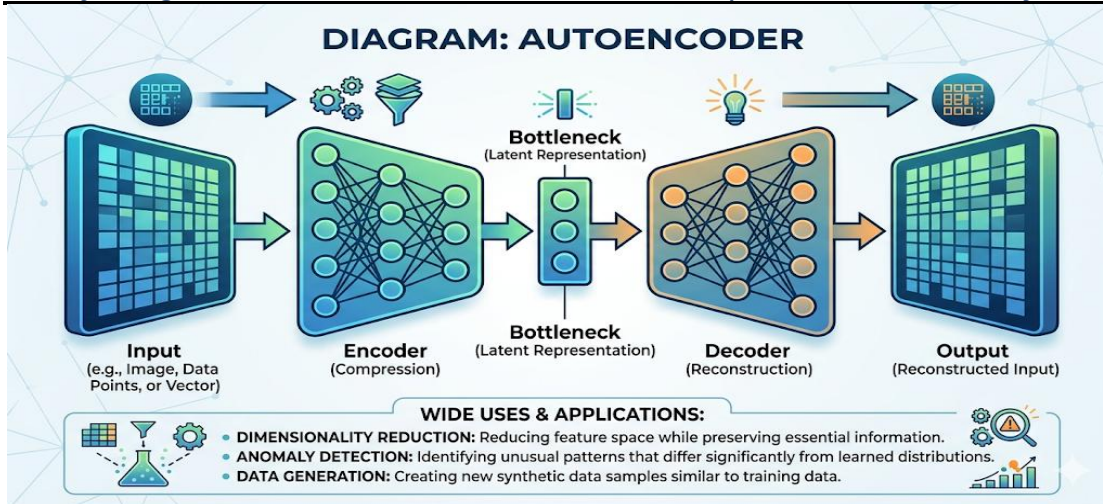 DIAGRAM: AUTOENCODER
Bottleneck
(Latent Representation)
Bottleneck
(Latent Representation)
Input
(e.g., Image, Data
Points, or Vector)
Encoder
(Compression)
Decoder
(Reconstruction)
Output
(Reconstructed Input)
WIDE USES & APPLICATIONS:
• DIMENSIONALITY REDUCTION: Reducing feature space while preserving essential information.
• ANOMALY DETECTION: Identifying unusual patterns that differ significantly from learned distributions.
• DATA GENERATION: Creating new synthetic data samples similar to training data.